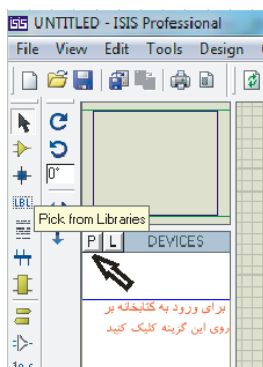 UNTITLED - ISIS Professional
File View Edit Tools Design
0°
LBL
Pick from Libraries
P L DEVICES
برای ورود به کتابخانه بر
روی این گزینه کلیک کنید